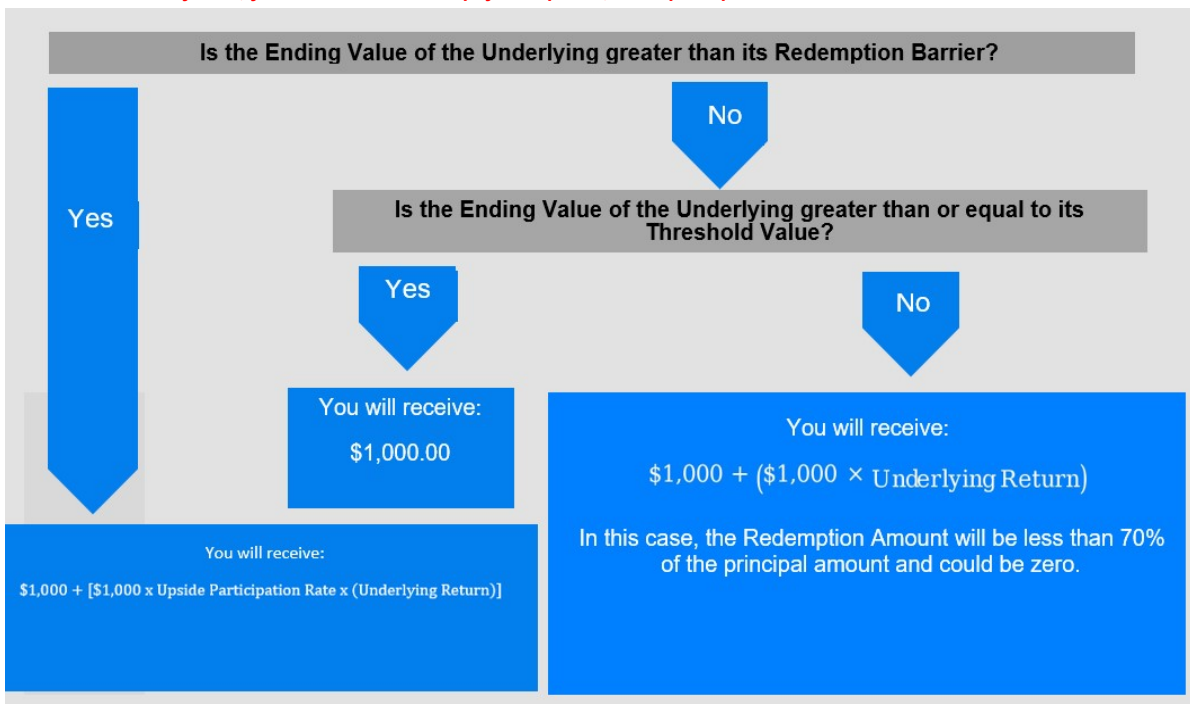 Is the Ending Value of the Underlying greater than its Redemption Barrier?
No
Yes
Is the Ending Value of the Underlying greater than or equal to its
Threshold Value?
Yes
No
You will receive:
$1,000.00
You will receive:
$1,000 + ($1,000 × Underlying Return)
In this case, the Redemption Amount will be less than 70%
of the principal amount and could be zero.
You will receive:
$1,000 + [$1,000 x Upside Participation Rate x (Underlying Return)]